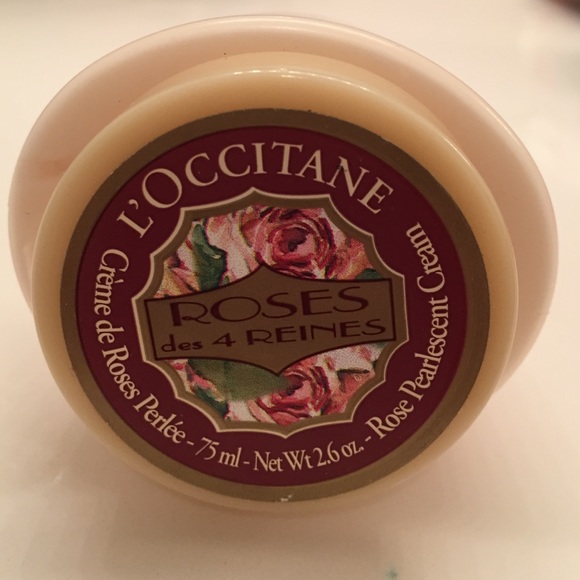 L'OCCITANE
ROSES
des 4 REINES
Crème de Roses Perlée - 75 ml - Net Wt 2.6 oz. - Rose Pearlescent Cream